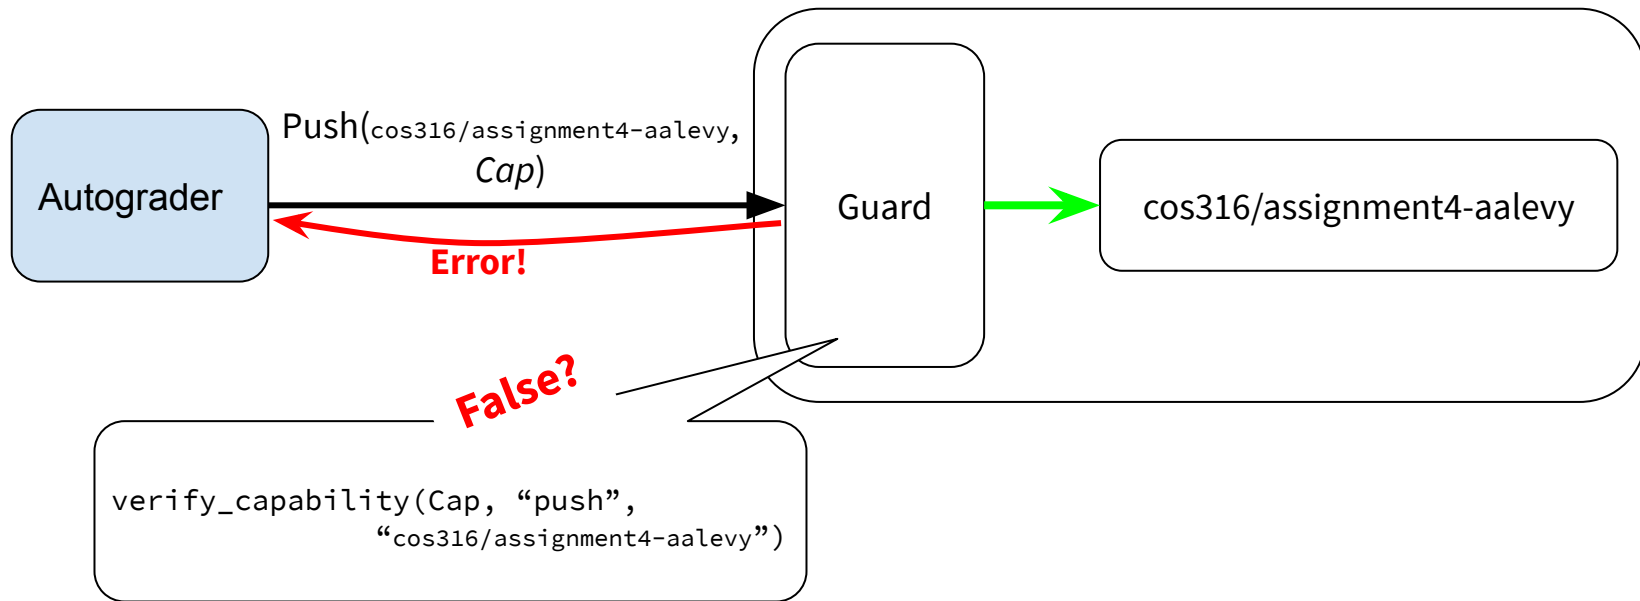 Push(cos316/assignment4-aalevy,
Cap)
Autograder
Guard
cos316/assignment4-aalevy
Error!
False?
verify_capability(Cap, “push”,
“cos316/assignment4-aalevy”)